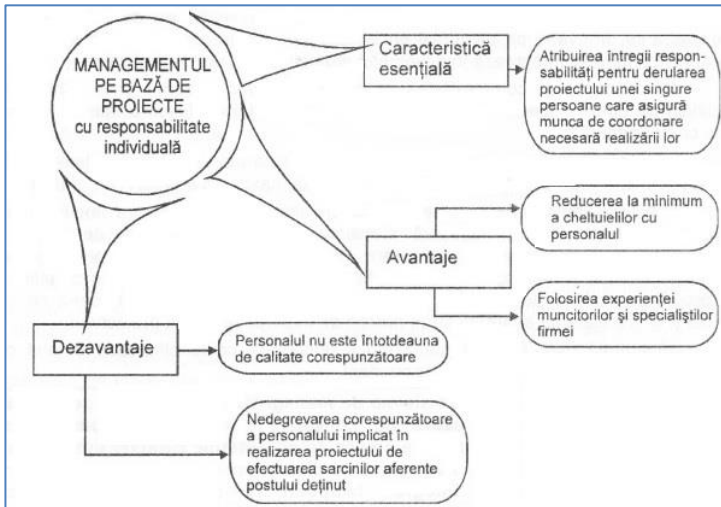 MANAGEMENTUL
PE BAZĂ DE
PROIECTE
cu responsabilitate
individuală
Caracteristică
esențială
Atribuirea întregii respon-
sabilități pentru derularea
proiectului unei singure
persoane care asigură
munca de coordonare
necesară realizării lor
Avantaje
Reducerea la minimum
a cheltuielilor cu
personalul
Folosirea experienței
muncitorilor și specialiștilor
firmei
Dezavantaje
Personalul nu este întotdeauna
de calitate corespunzătoare
Nedegrevarea corespunzătoare
a personalului implicat în
realizarea proiectului de
efectuarea sarcinilor aferente
postului deținut